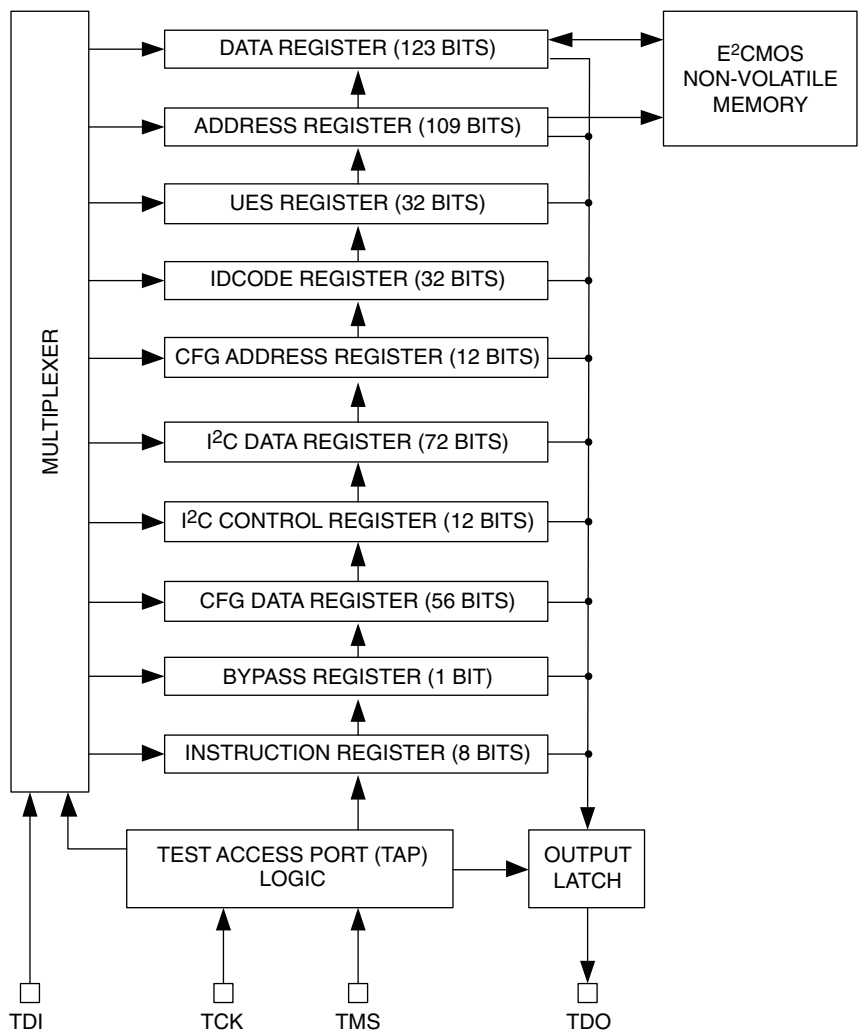 DATA REGISTER (123 BITS)
E²CMOS
NON-VOLATILE
MEMORY
ADDRESS REGISTER (109 BITS)
UES REGISTER (32 BITS)
IDCODE REGISTER (32 BITS)
CFG ADDRESS REGISTER (12 BITS)
MULTIPLEXER
I²C DATA REGISTER (72 BITS)
I²C CONTROL REGISTER (12 BITS)
CFG DATA REGISTER (56 BITS)
BYPASS REGISTER (1 BIT)
INSTRUCTION REGISTER (8 BITS)
TEST ACCESS PORT (TAP)
LOGIC
OUTPUT
LATCH
TDI
TCK
TMS
TDO